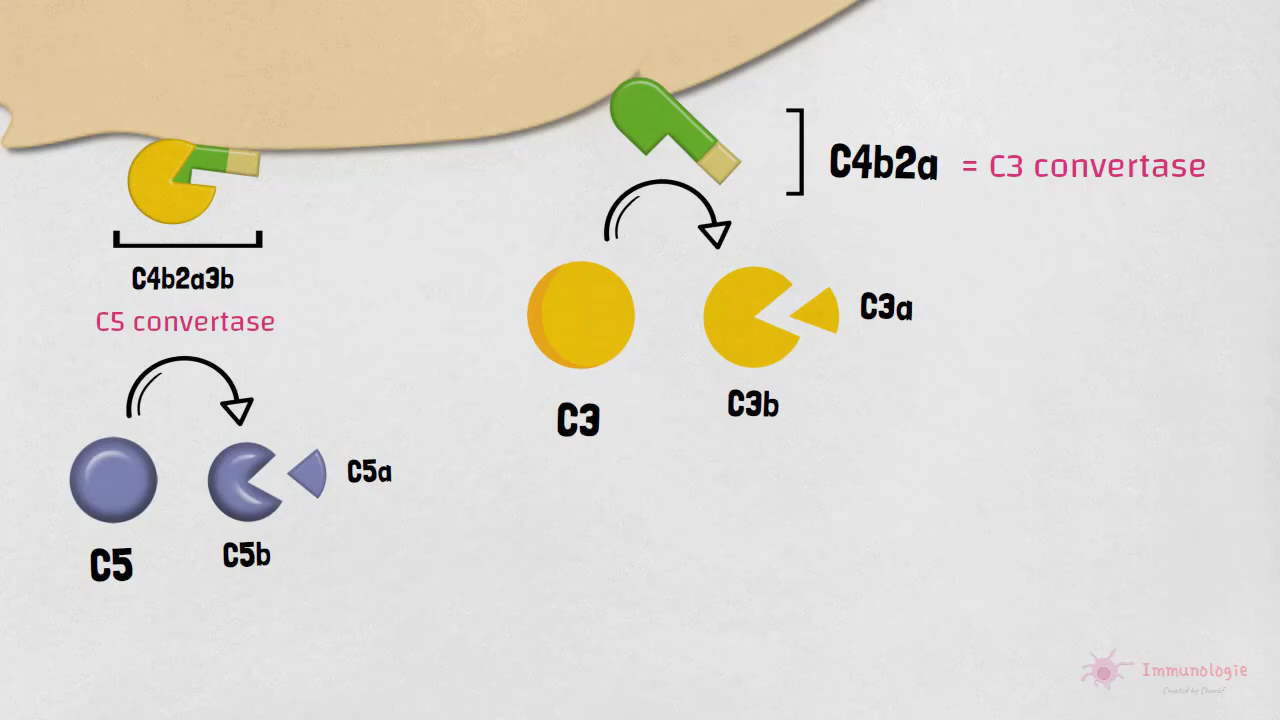 C4b2a = C3 convertase
C4b2a3b
C5 convertase
C3a
C3
C3b
C5a
C5
C5b
Immunologie